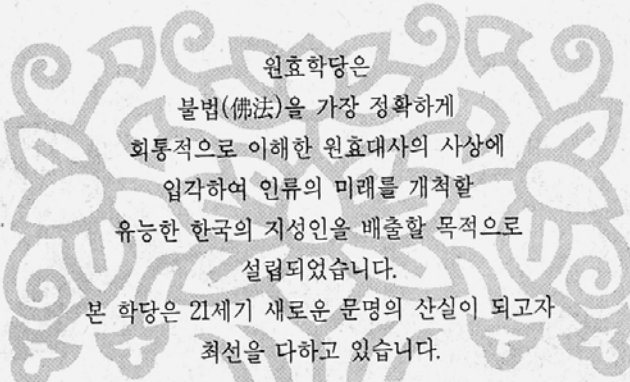 원효학당은
불법(佛法)을 가장 정확하게
회통적으로 이해한 원효대사의 사상에
입각하여 인류의 미래를 개척할
유능한 한국의 지성인을 배출할 목적으로
설립되었습니다.
본 학당은 21세기 새로운 문명의 산실이 되고자
최선을 다하고 있습니다.